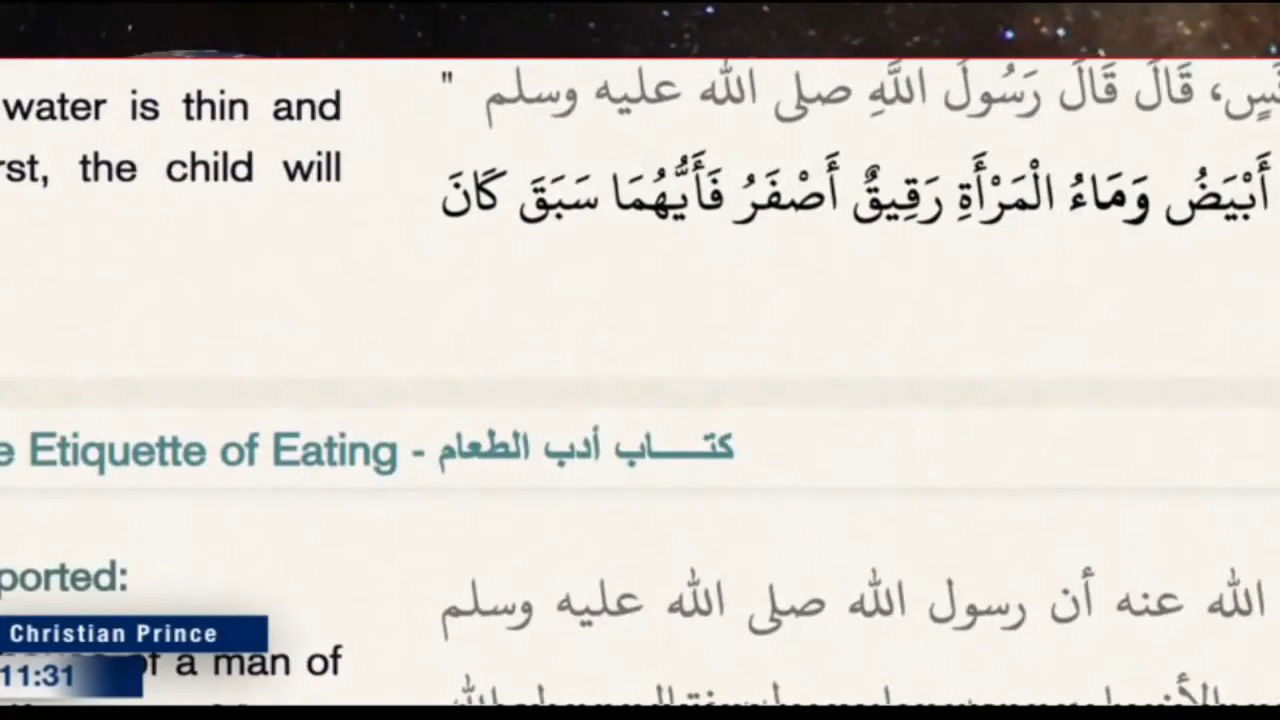 نَسٍ، قَالَ قَالَ رَسُولَ اللَّهِ صلى الله عليه وسلم "
water is thin and
rst, the child will
أَبْيَضُ وَمَاءُ الْمَرْأَةِ رَقِيقٌ أَصْفَرُ فَأَيُّهُمَا سَبَقَ كَانَ
e Etiquette of Eating - كتـــاب أدب الطعام
ported:
الله عنه أن رسول الله صلى الله عليه وسلم
Christian Prince
of a man of
11:31